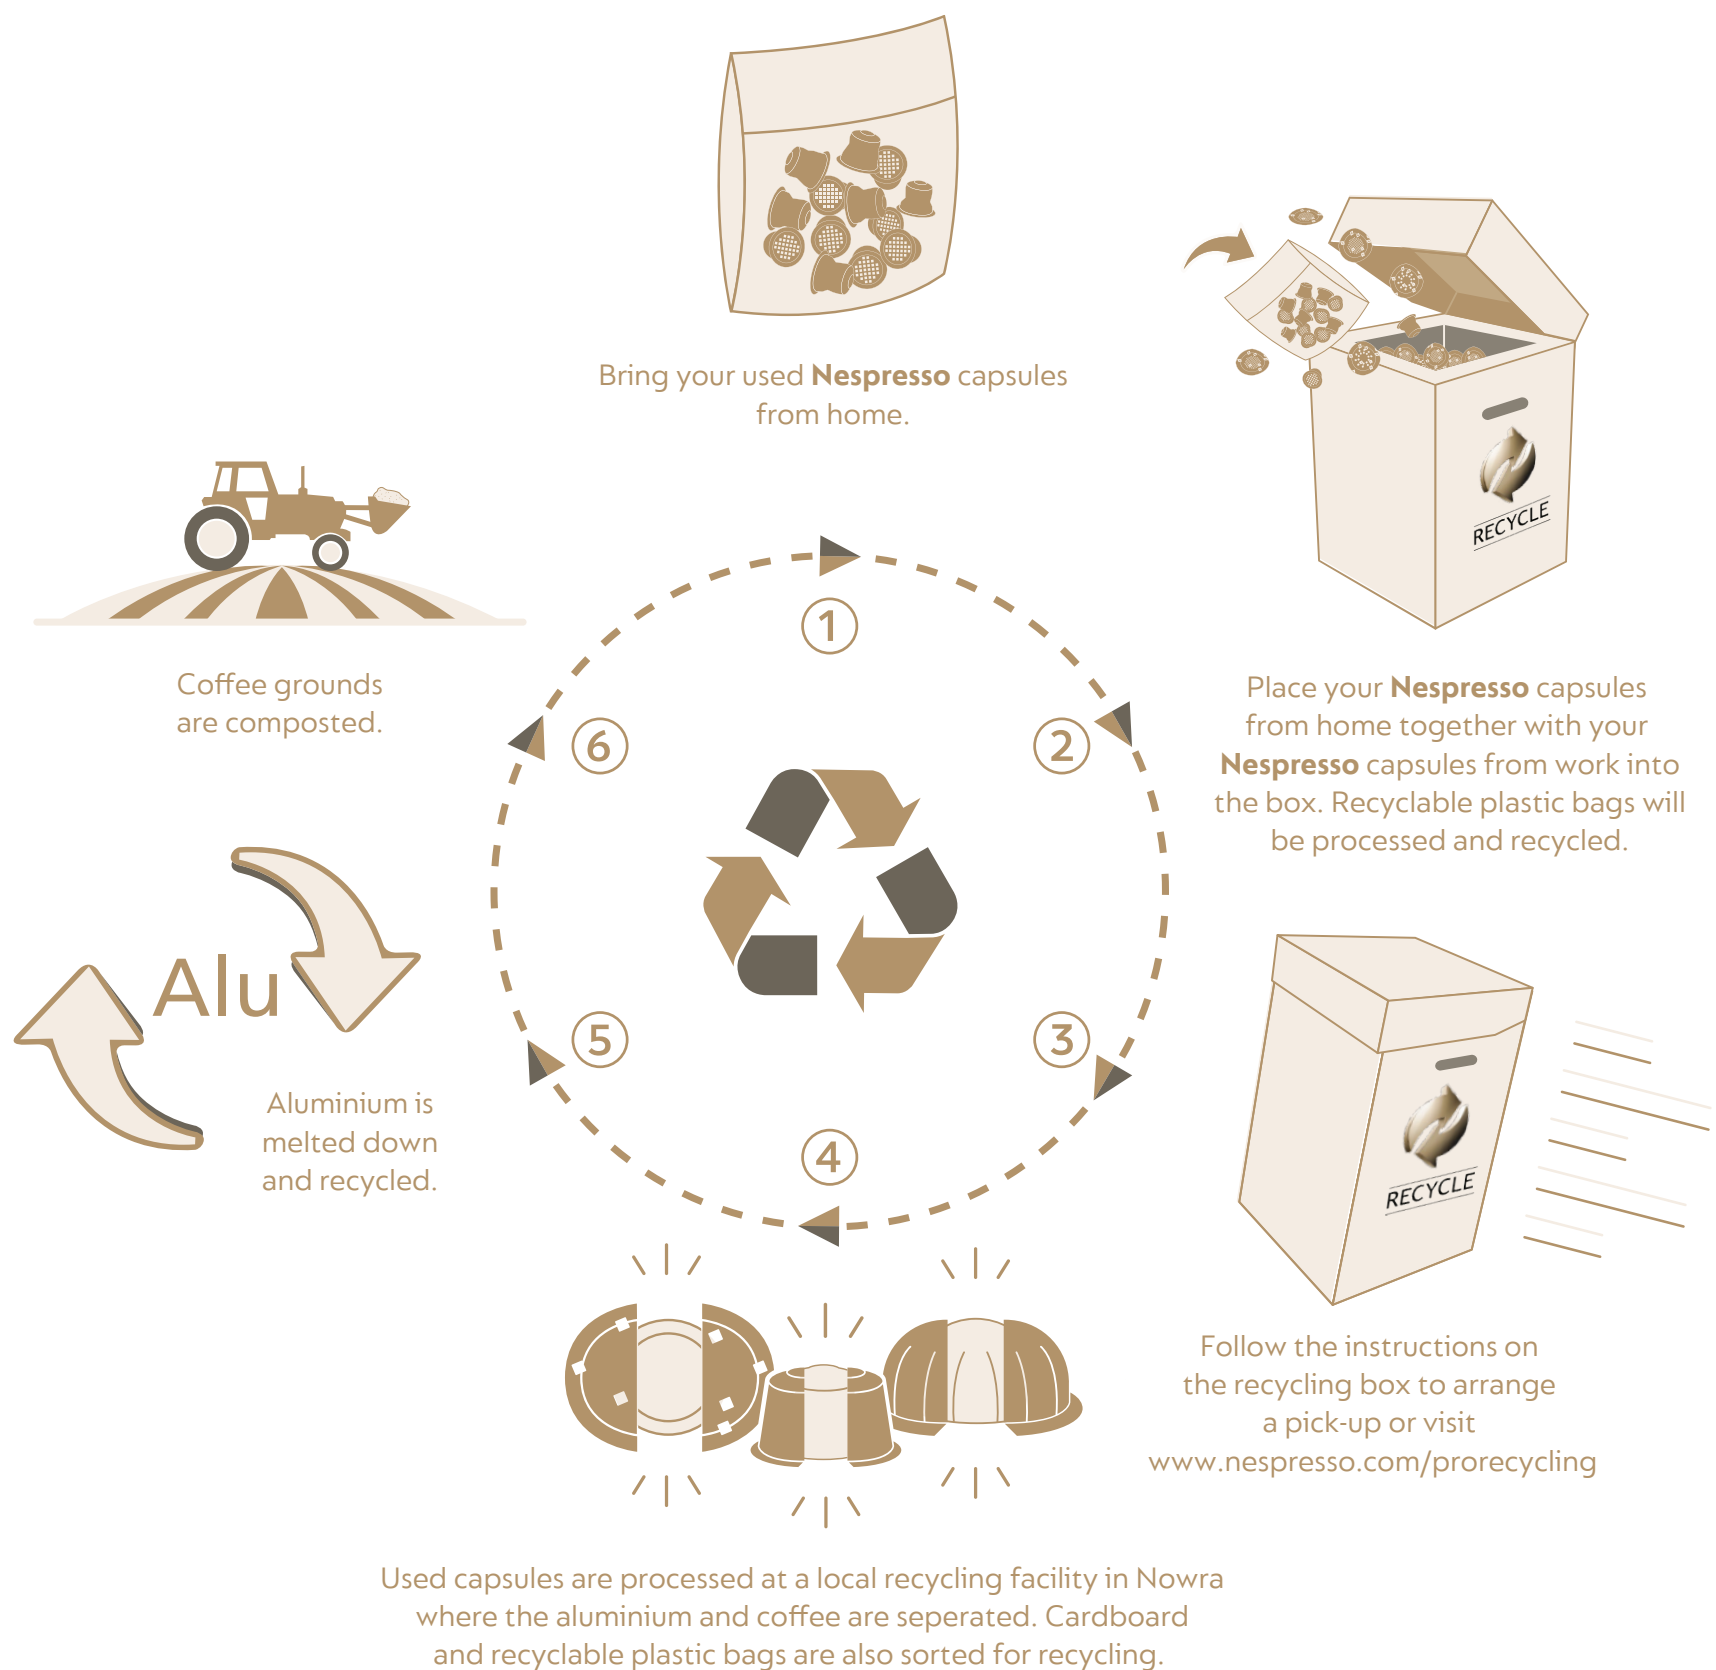 Bring your used Nespresso capsules
from home.
RECYCLE
Place your Nespresso capsules
from home together with your
Nespresso capsules from work into
the box. Recyclable plastic bags will
be processed and recycled.
RECYCLE
Follow the instructions on
the recycling box to arrange
a pick-up or visit
www.nespresso.com/prorecycling
Used capsules are processed at a local recycling facility in Nowra
where the aluminium and coffee are seperated. Cardboard
and recyclable plastic bags are also sorted for recycling.
Alu
Aluminium is
melted down
and recycled.
Coffee grounds
are composted.
1
2
3
4
5
6